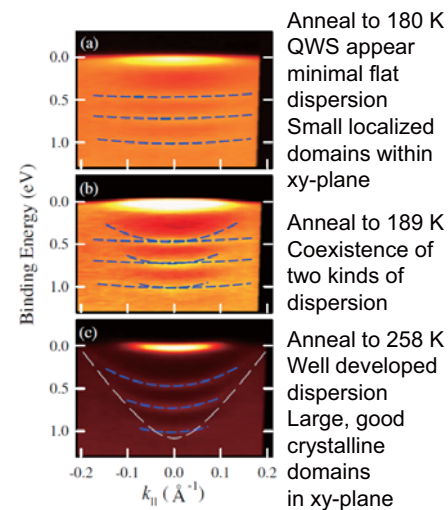 (a)
0.0
0.5
1.0
Anneal to 180 K
QWS appear
minimal flat
dispersion
Small localized
domains within
xy-plane
Binding Energy (eV)
(b)
0.0
0.5
1.0
Anneal to 189 K
Coexistence of
two kinds of
dispersion
(c)
0.0
0.5
1.0
Anneal to 258 K
Well developed
dispersion
Large, good
crystalline
domains
in xy-plane
-0.2 -0.1 0.0 0.1 0.2
k|| (Å-1)